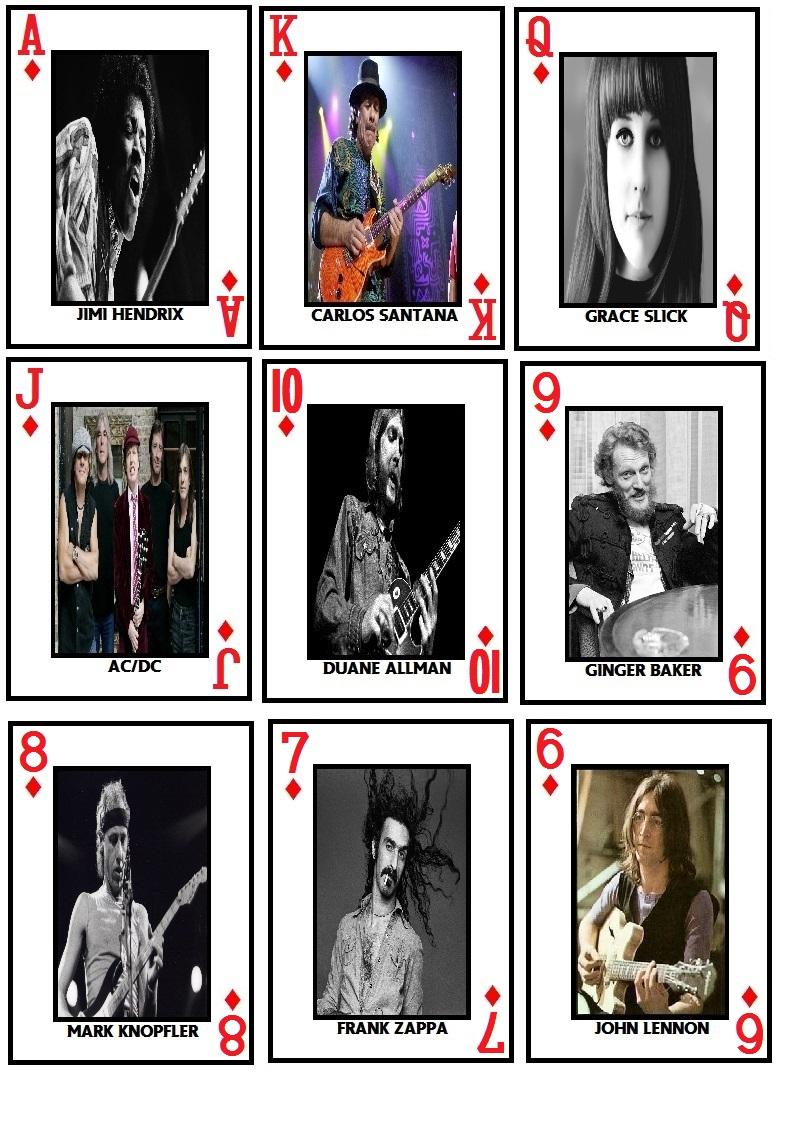 A
JIMI HENDRIX
A
K
CARLOS SANTANA
K
Q
GRACE SLICK
Q
J
AC/DC
J
10
DUANE ALLMAN
10
9
GINGER BAKER
9
8
MARK KNOPFLER
8
7
FRANK ZAPPA
7
6
JOHN LENNON
6